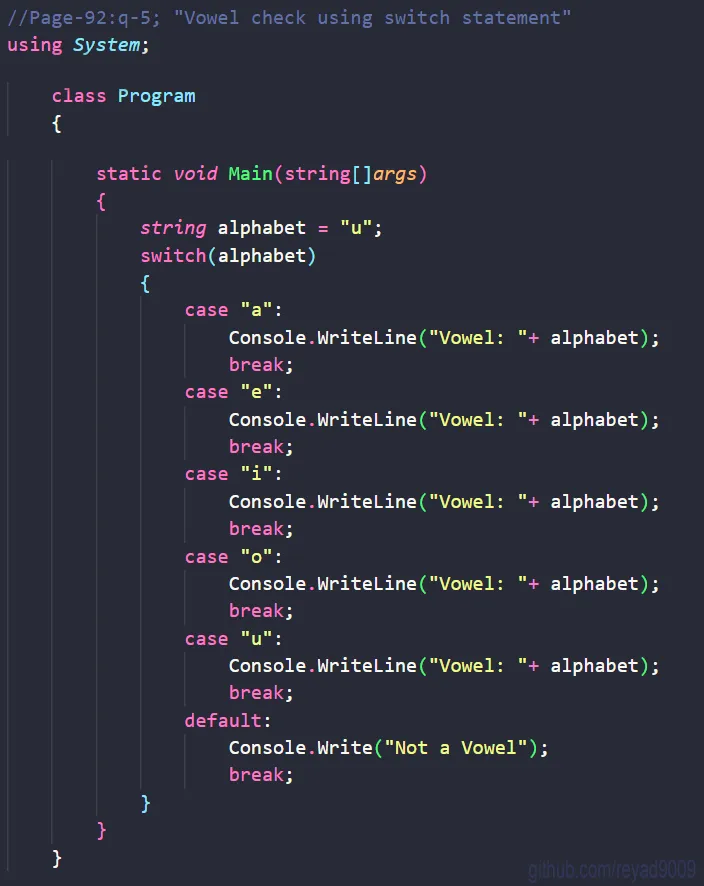 //Page-92:q-5; "Vowel check using switch statement"
using System;
class Program
{
static void Main(string[]args)
{
string alphabet = "u";
switch(alphabet)
{
case "a":
Console.WriteLine("Vowel: "+ alphabet);
break;
case "e":
Console.WriteLine("Vowel: "+ alphabet);
break;
case "i":
Console.WriteLine("Vowel: "+ alphabet);
break;
case "o":
Console.WriteLine("Vowel: "+ alphabet);
break;
case "u":
Console.WriteLine("Vowel: "+ alphabet);
break;
default:
Console.Write("Not a Vowel");
break;
}
}
}
github.com/reyad9009